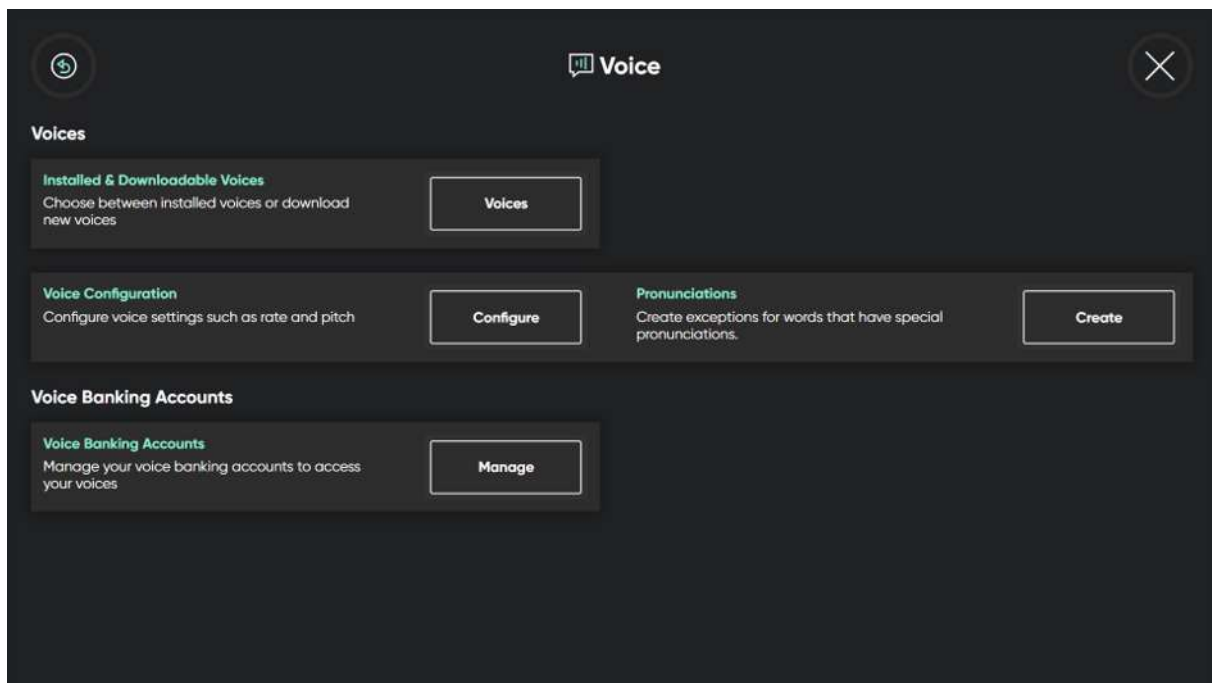 Voice
Voices
Installed & Downloadable Voices
Choose between installed voices or download
new voices
Voices
Voice Configuration
Configure voice settings such as rate and pitch
Configure
Pronunciations
Create exceptions for words that have special
pronunciations.
Create
Voice Banking Accounts
Voice Banking Accounts
Manage your voice banking accounts to access
your voices
Manage